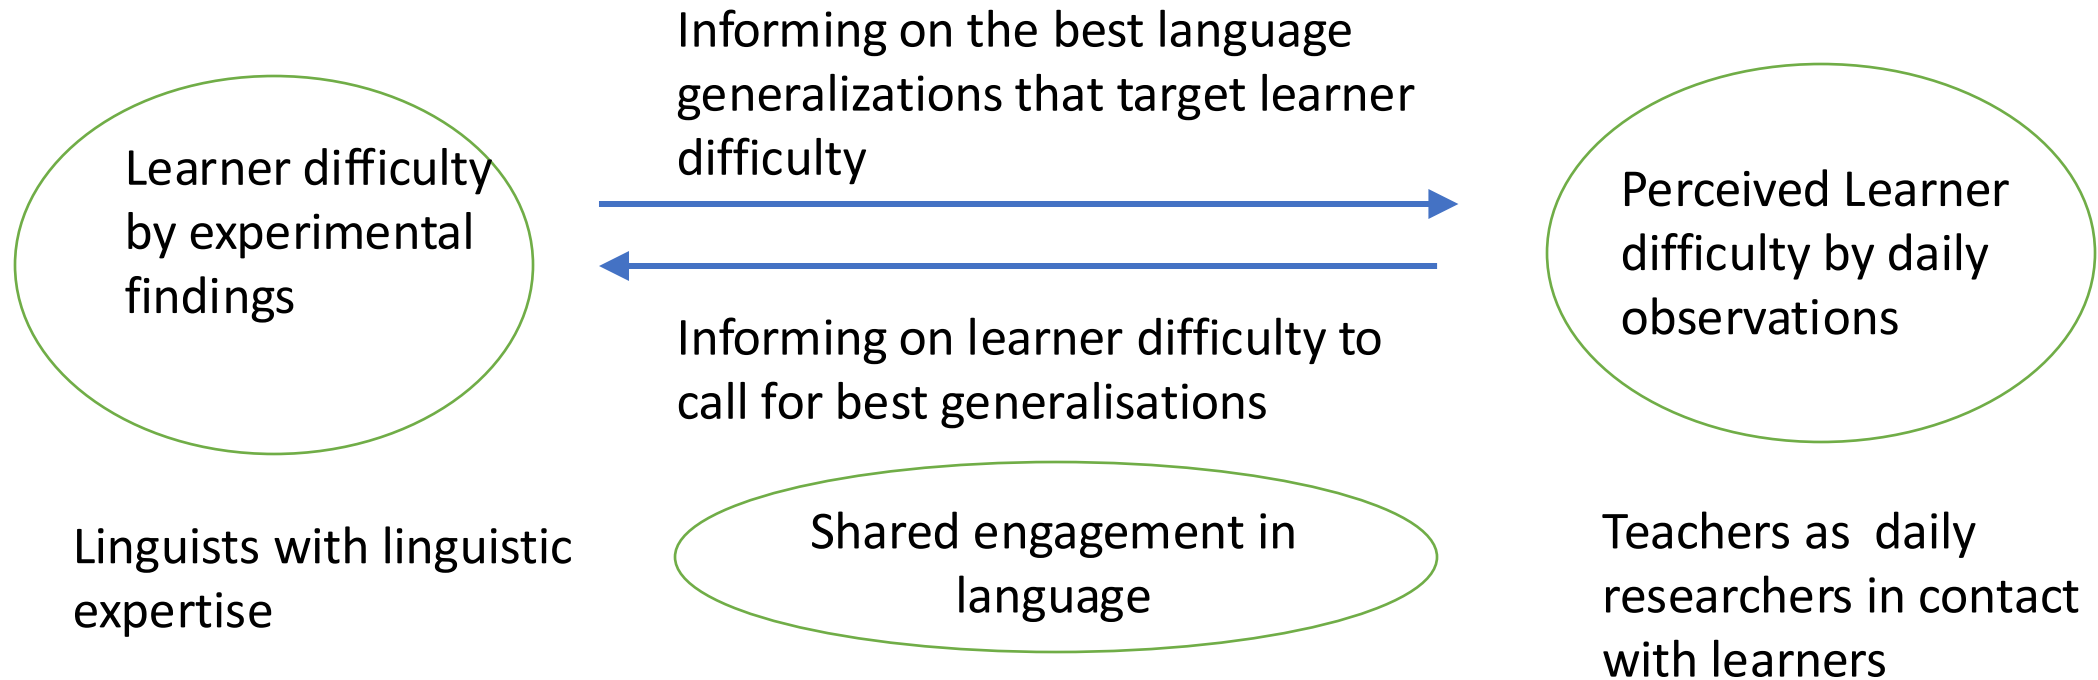 Informing on the best language
generalizations that target learner
difficulty
Learner difficulty
by experimental
findings
Perceived Learner
difficulty by daily
observations
Informing on learner difficulty to
call for best generalisations
Linguists with linguistic
expertise
Shared engagement in
language
Teachers as  daily
researchers in contact
with learners